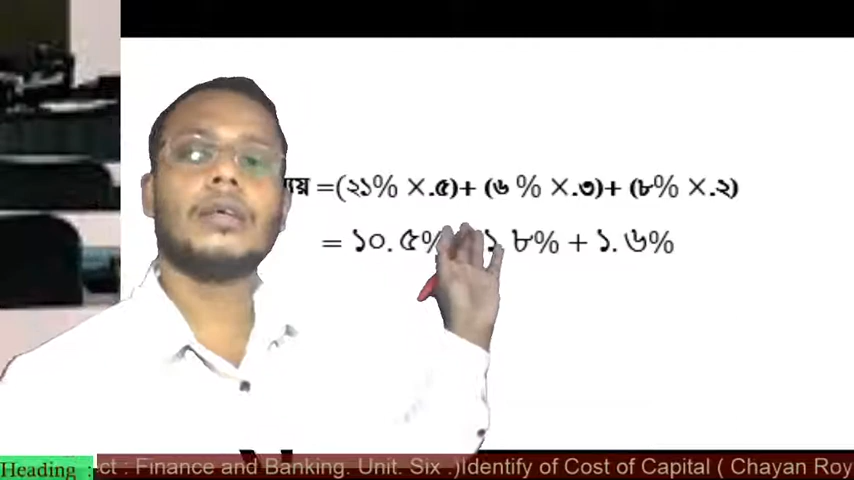 =(২১% ×.৫)+ (৬ % ×.৩)+ (৮% ×.২)
= ১০.৫% ১.৮% + ১.৬%
Heading : ct : Finance and Banking. Unit. Six .)Identify of Cost of Capital ( Chayan Roy